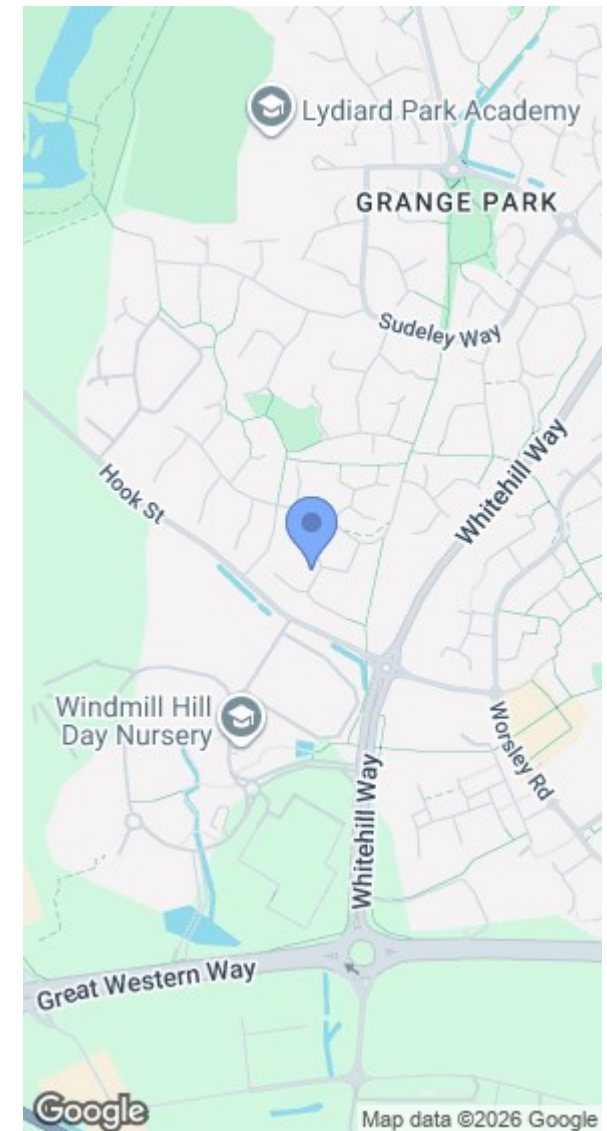 Lydiard Park Academy
GRANGE PARK
Sudeley Way
Whitehill Way
Hook St
Windmill Hill
Day Nursery
Worsley Rd
Whitehill Way
Great Western Way
Google
Map data ©2026 Google